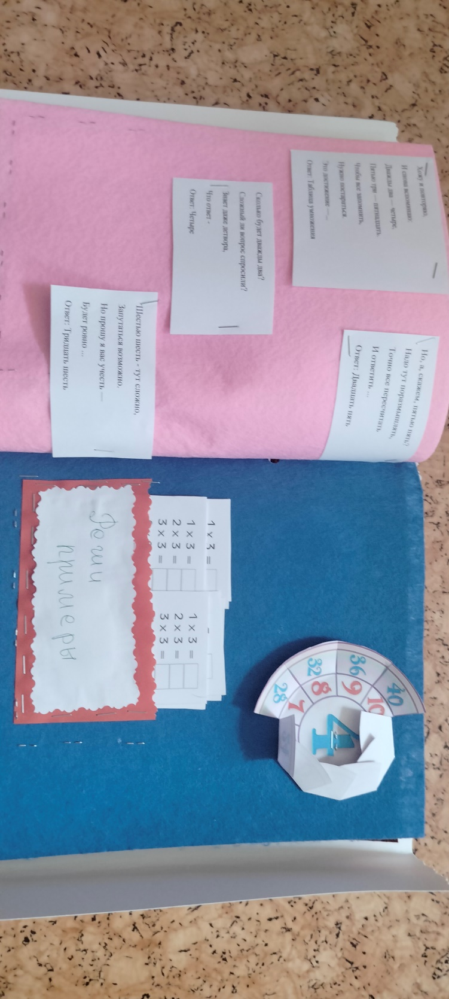 Хожу и повторяю,
И снова вспоминаю:
Дважды два — четыре,
Пятью три — пятнадцать.
Чтобы все запомнить,
Нужно постараться.
Это достижение —...
Ответ: Таблица умножения
Сколько будет дважды два?
Сложный ли вопрос спросили?
Знает даже детвора,
Что ответ -
Ответ: Четыре
Но, а, скажем, пятью пять?
Надо тут поразмышлять,
Точно все пересчитать
И ответить ...
Ответ: Двадцать пять
Шестью шесть - тут сложно,
Запутаться возможно.
Но прошу я вас учесть —
Будет ровно ...
Ответ: Тридцать шесть
1 x 3 =
1 x 3 =
2 x 3 =
3 x 3 =
1 x 3 =
2 x 3 =
3 x 3 =
Реши
примеры
40
36
32
28
10
9
8
7
4